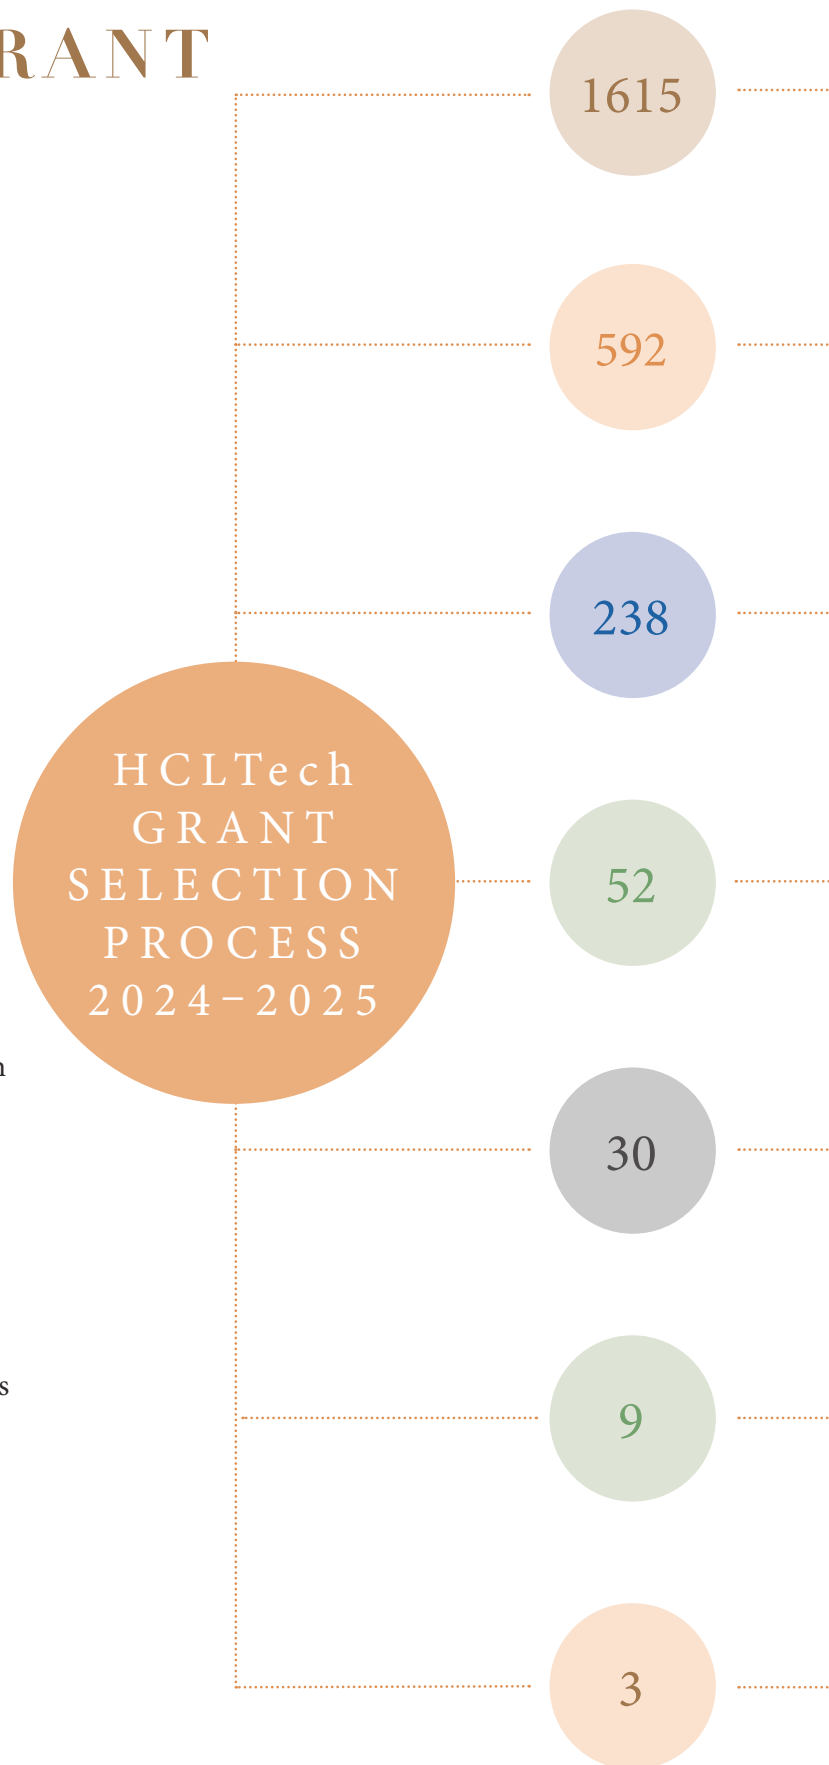 RANT
1615
592
238
HCLTech
GRANT
SELECTION
PROCESS
2024–2025
52
n
30
s
9
3